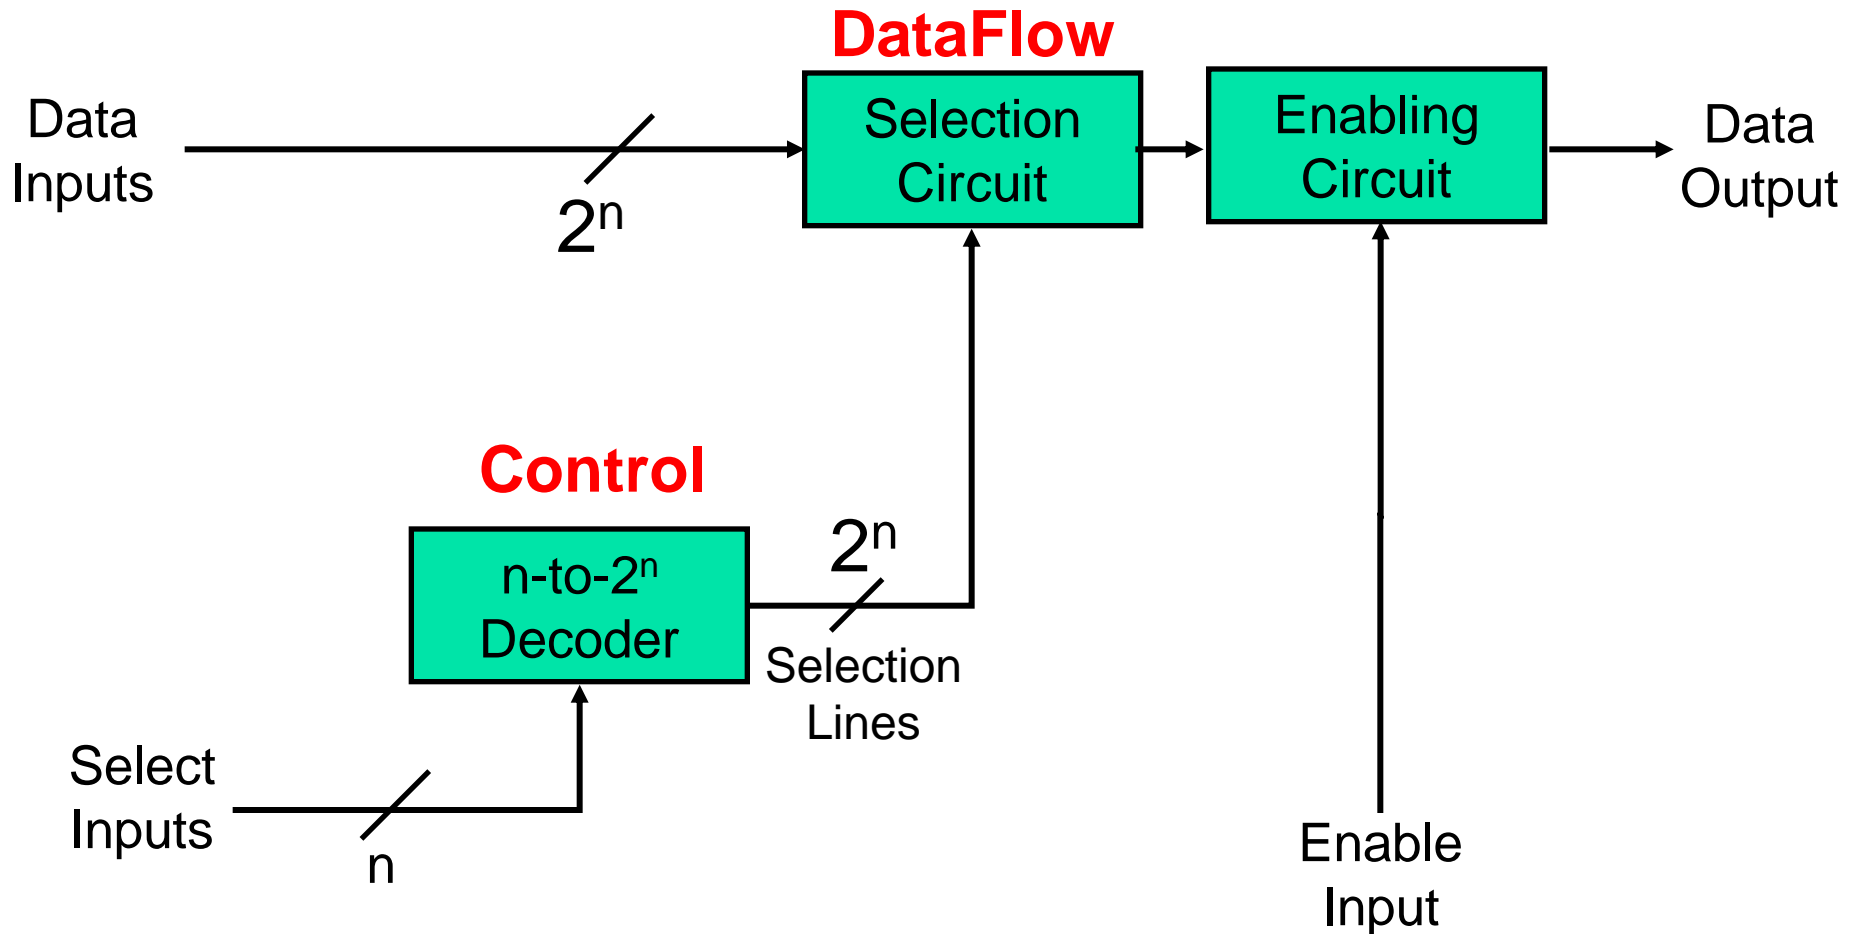 DataFlow
Data
Inputs
2ⁿ
Selection
Circuit
Enabling
Circuit
Data
Output
Control
n-to-2ⁿ
Decoder
2ⁿ
Selection
Lines
Select
Inputs
n
Enable
Input